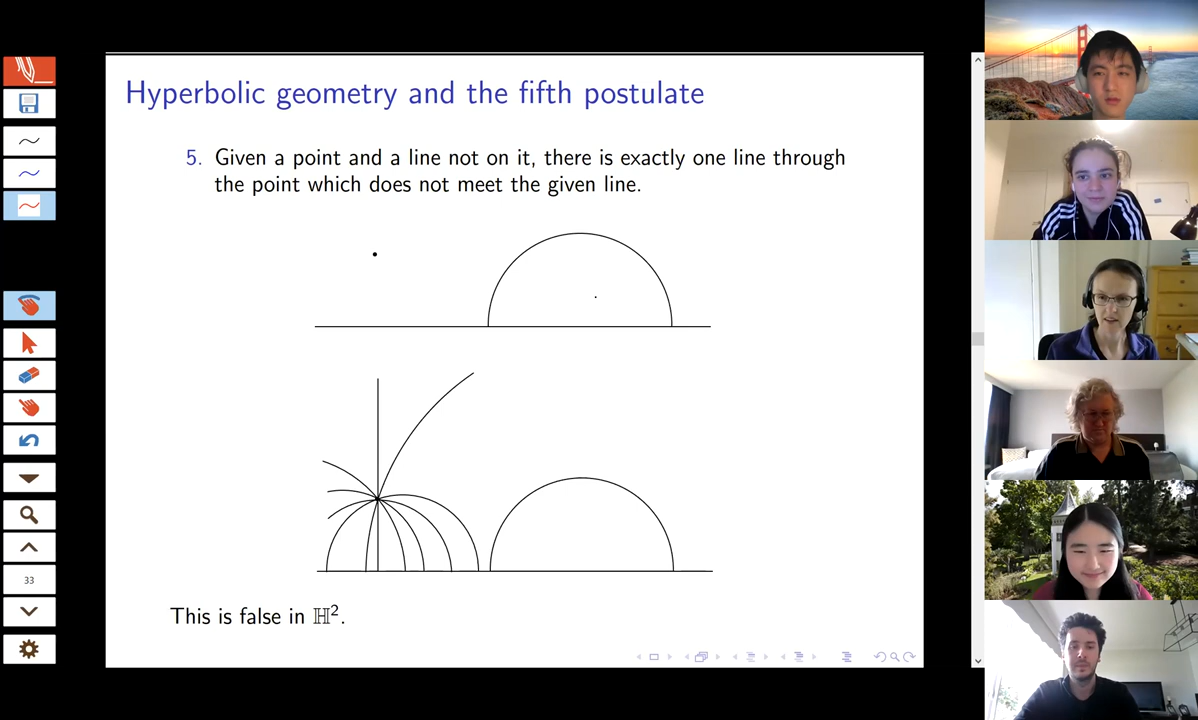 Hyperbolic geometry and the fifth postulate
5. Given a point and a line not on it, there is exactly one line through
the point which does not meet the given line.
This is false in ℍ².
33